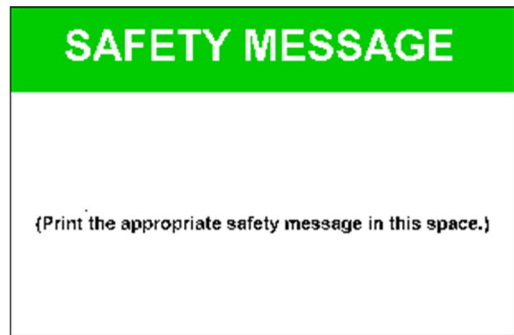 SAFETY MESSAGE
(Print the appropriate safety message in this space.)